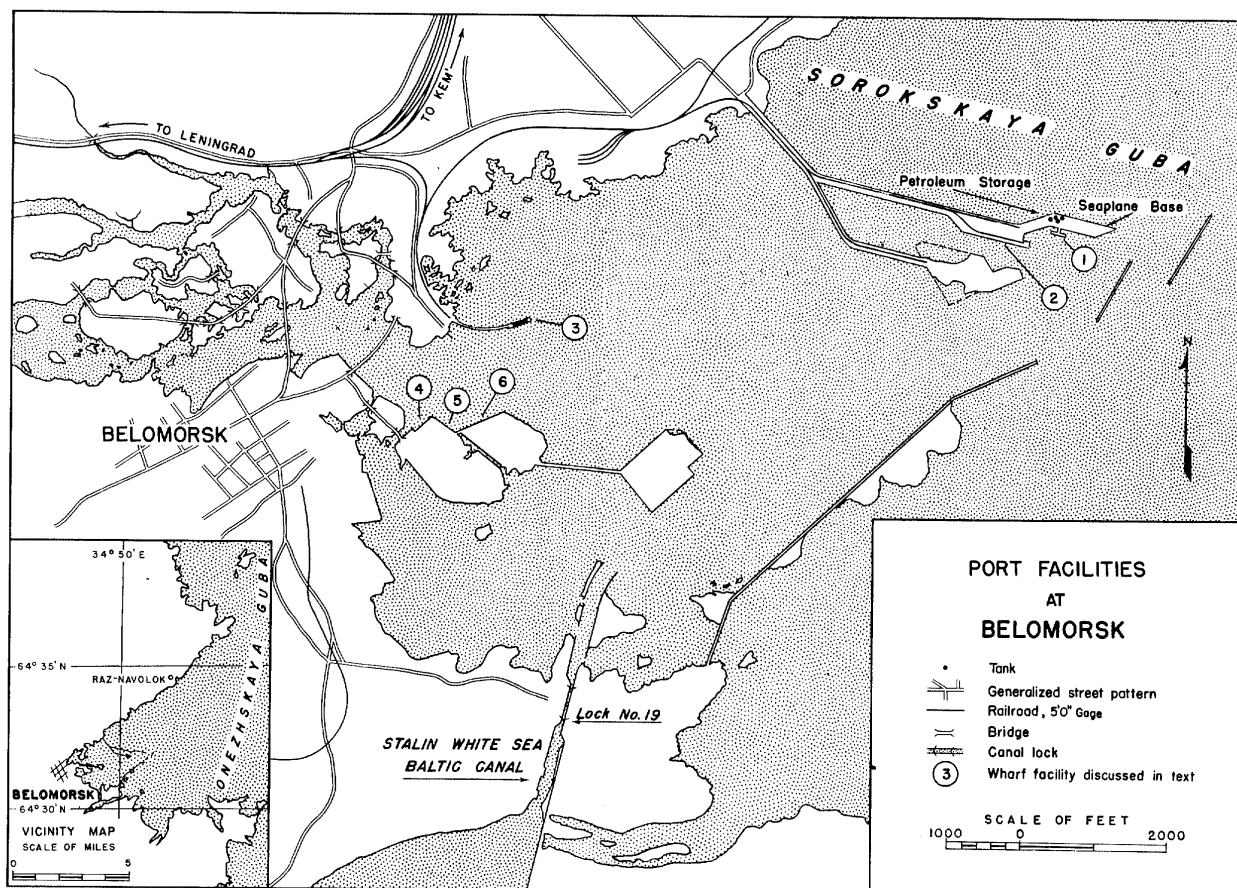 TO LENINGRAD
TO KEM'
SOROKSKAYA
GUBA
Petroleum Storage
Seaplane Base
1
2
3
4
5
6
N
BELOMORSK
Lock No. 19
STALIN WHITE SEA
BALTIC CANAL
34° 50' E
64° 35' N
RAZ-NAVOLOK
ONEZHSKAYA GUBA
BELOMORSK
64° 30' N
VICINITY MAP
SCALE OF MILES
0 5
PORT FACILITIES
AT
BELOMORSK
Tank
Generalized street pattern
Railroad, 5'0" Gage
Bridge
Canal lock
3 Wharf facility discussed in text
SCALE OF FEET
1000 0 2000